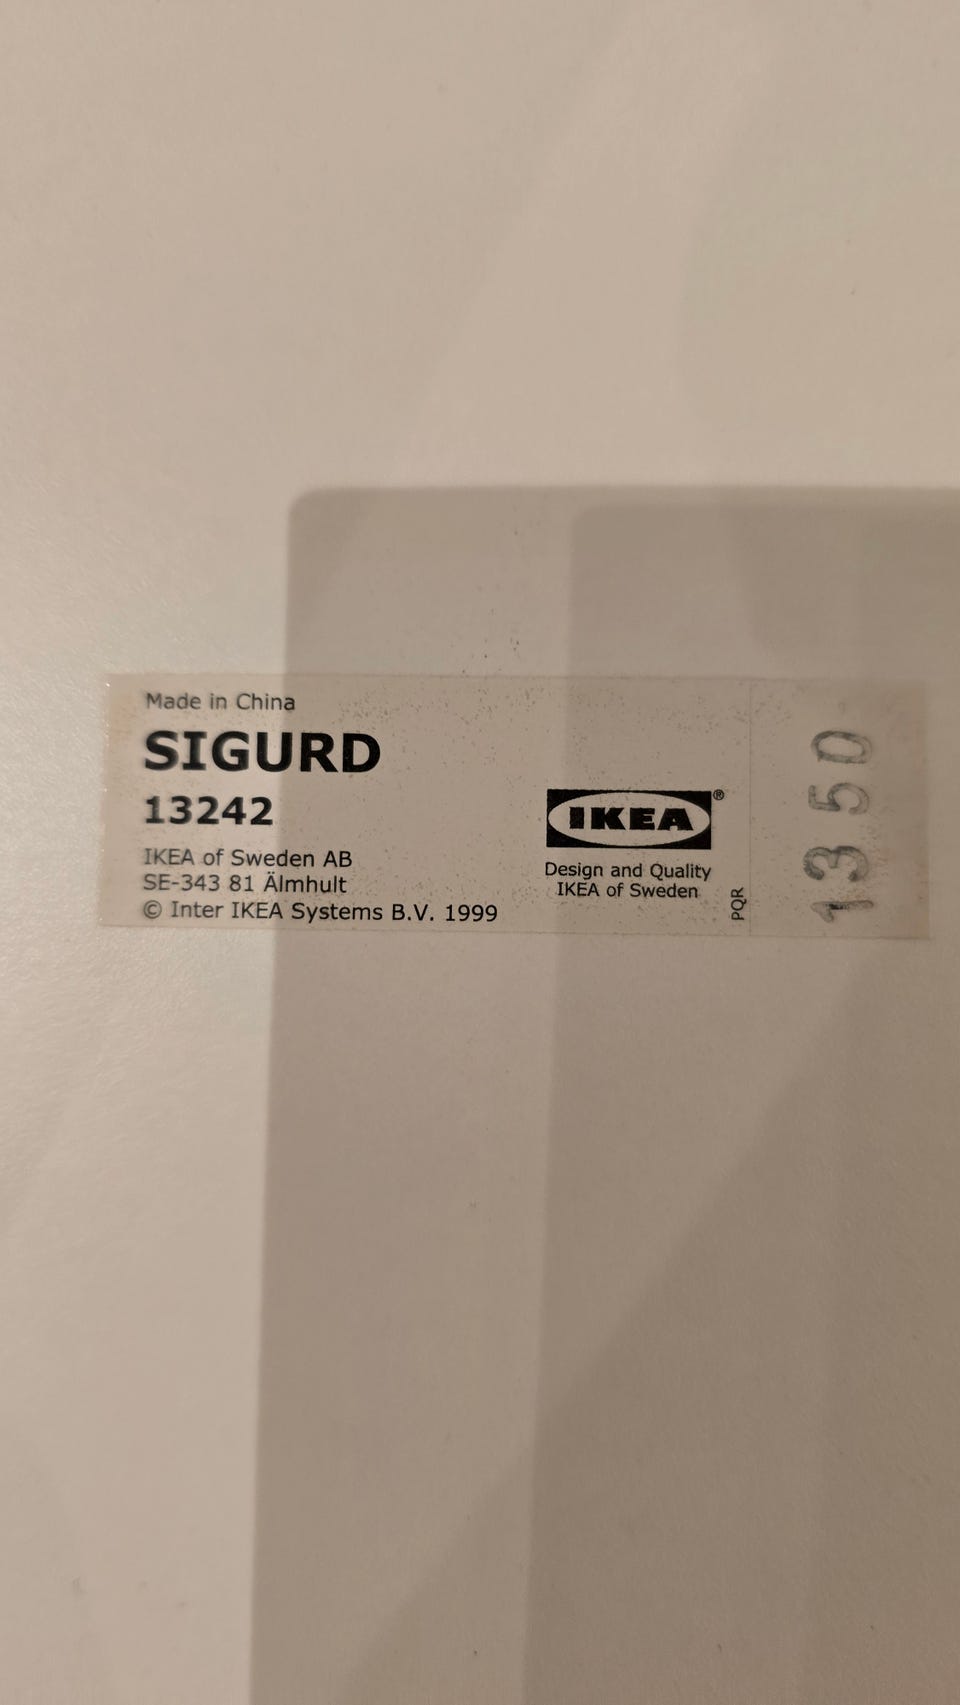 Made in China
SIGURD
13242
IKEA of Sweden AB
SE-343 81 Älmhult
© Inter IKEA Systems B.V. 1999
IKEA®
Design and Quality
IKEA of Sweden
PQR
1350